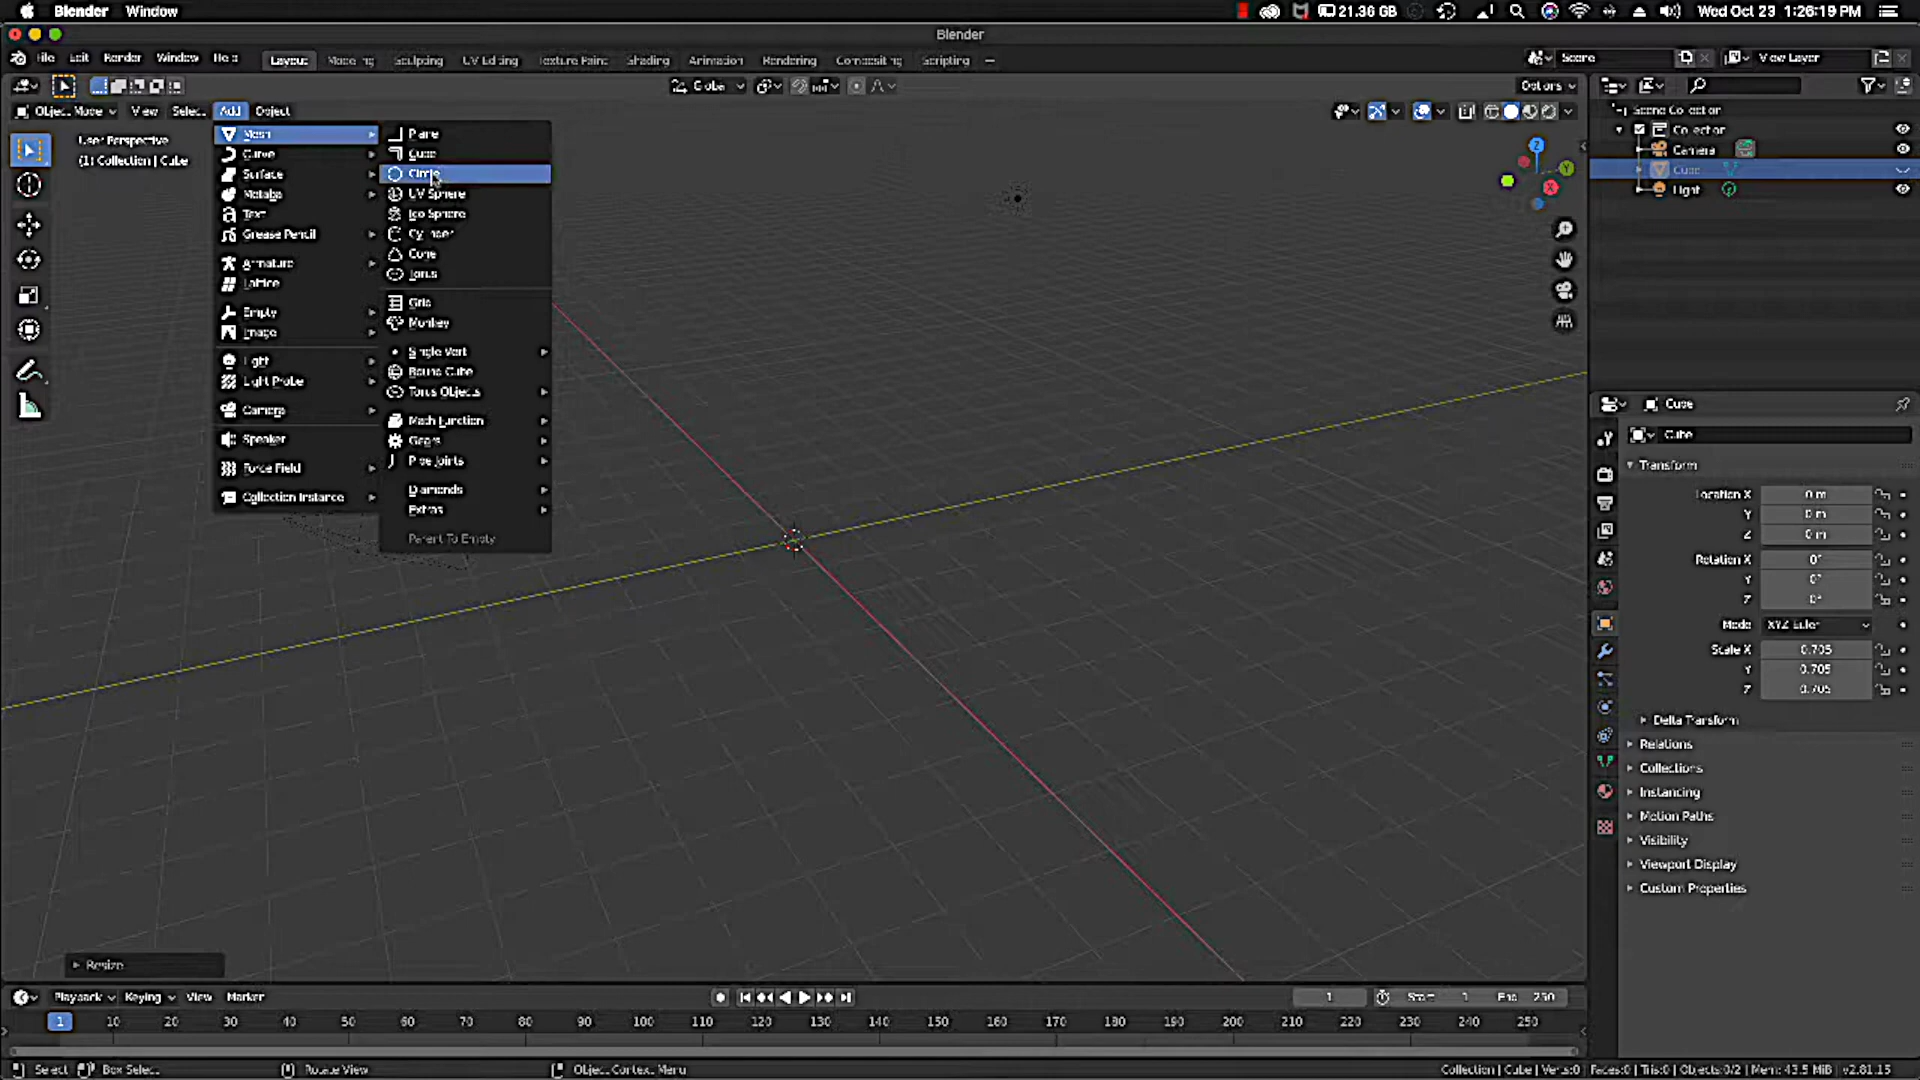 Blender Window 21.36 GB Wed Oct 23 1:26:19 PM
Blender
File Edit Render Window Help Layout Modeling Sculpting UV Editing Texture Paint Shading Animation Rendering Compositing Scripting Scene View Layer
Global Options
Object Mode View Select Add Object
User Perspective
(1) Collection | Cube
Mesh
Curve
Surface
Metaball
Text
Grease Pencil
Armature
Lattice
Empty
Image
Light
Light Probe
Camera
Speaker
Force Field
Collection Instance
Plane
Cube
Circle
UV Sphere
Ico Sphere
Cylinder
Cone
Torus
Grid
Monkey
Single Vert
Round Cube
Torus Objects
Math Function
Gears
Pipe Joints
Diamonds
Extras
Parent To Empty
Z
Y
X
Scene Collection
Collection
Camera
Cube
Light
Cube
Cube
Transform
Location X 0 m
Y 0 m
Z 0 m
Rotation X 0°
Y 0°
Z 0°
Mode XYZ Euler
Scale X 0.705
Y 0.705
Z 0.705
Delta Transform
Relations
Collections
Instancing
Motion Paths
Visibility
Viewport Display
Custom Properties
Resize
Playback Keying View Marker 1 Start 1 End 250
1 10 20 30 40 50 60 70 80 90 100 110 120 130 140 150 160 170 180 190 200 210 220 230 240 250
Select Box Select Rotate View Object Context Menu Collection | Cube | Verts:0 | Faces:0 | Tris:0 | Objects:0/2 | Mem: 43.5 MiB | v2.81.15